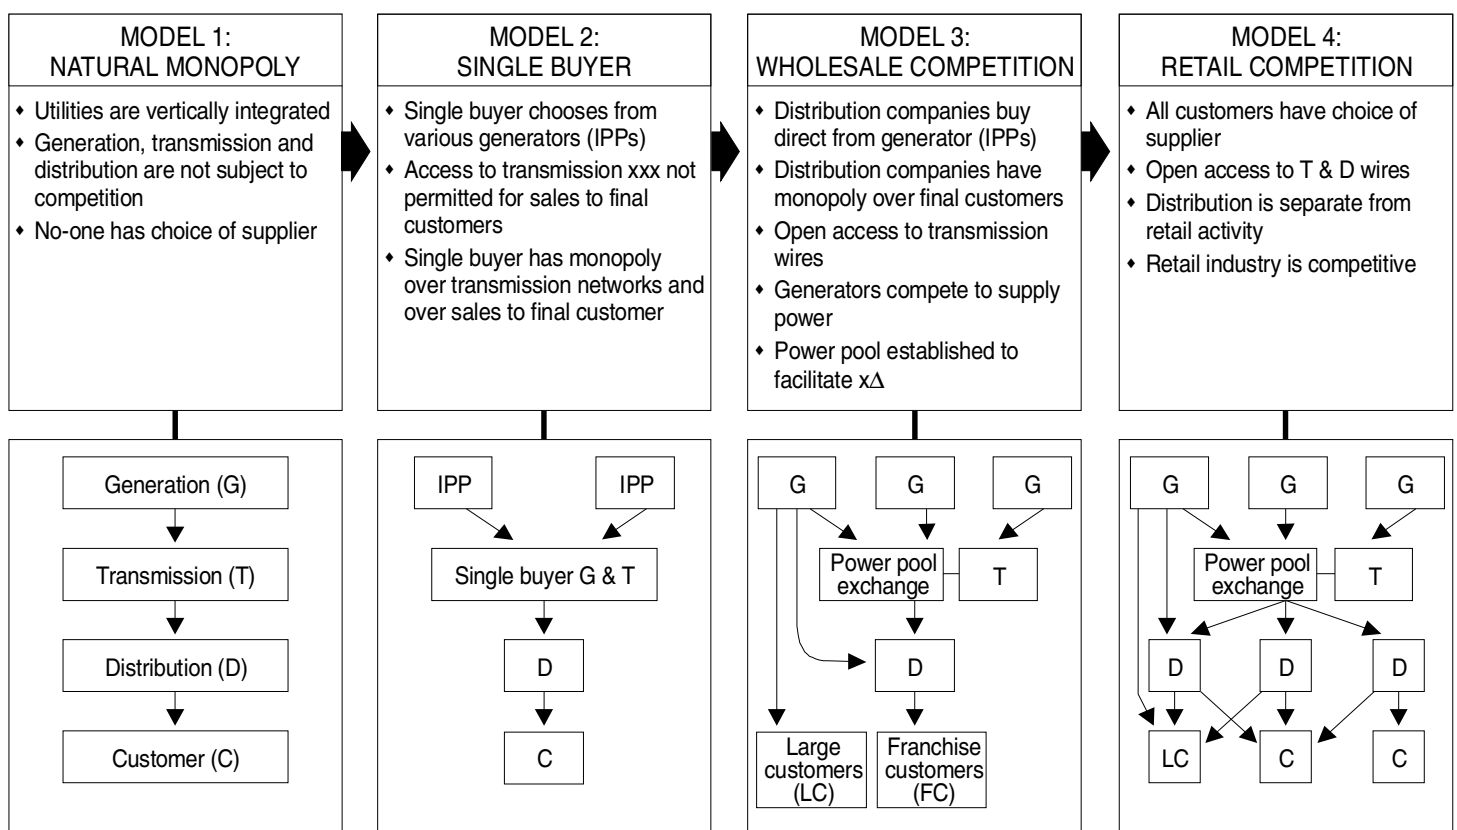 MODEL 1:
NATURAL MONOPOLY
♦ Utilities are vertically integrated
♦ Generation, transmission and
distribution are not subject to
competition
♦ No-one has choice of supplier
MODEL 2:
SINGLE BUYER
♦ Single buyer chooses from
various generators (IPPs)
♦ Access to transmission xxx not
permitted for sales to final
customers
♦ Single buyer has monopoly
over transmission networks and
over sales to final customer
MODEL 3:
WHOLESALE COMPETITION
♦ Distribution companies buy
direct from generator (IPPs)
♦ Distribution companies have
monopoly over final customers
♦ Open access to transmission
wires
♦ Generators compete to supply
power
♦ Power pool established to
facilitate xΔ
MODEL 4:
RETAIL COMPETITION
♦ All customers have choice of
supplier
♦ Open access to T & D wires
♦ Distribution is separate from
retail activity
♦ Retail industry is competitive
Generation (G)
Transmission (T)
Distribution (D)
Customer (C)
IPP
IPP
Single buyer G & T
D
C
G
G
G
Power pool
exchange
T
D
Large
customers
(LC)
Franchise
customers
(FC)
G
G
G
Power pool
exchange
T
D
D
D
LC
C
C